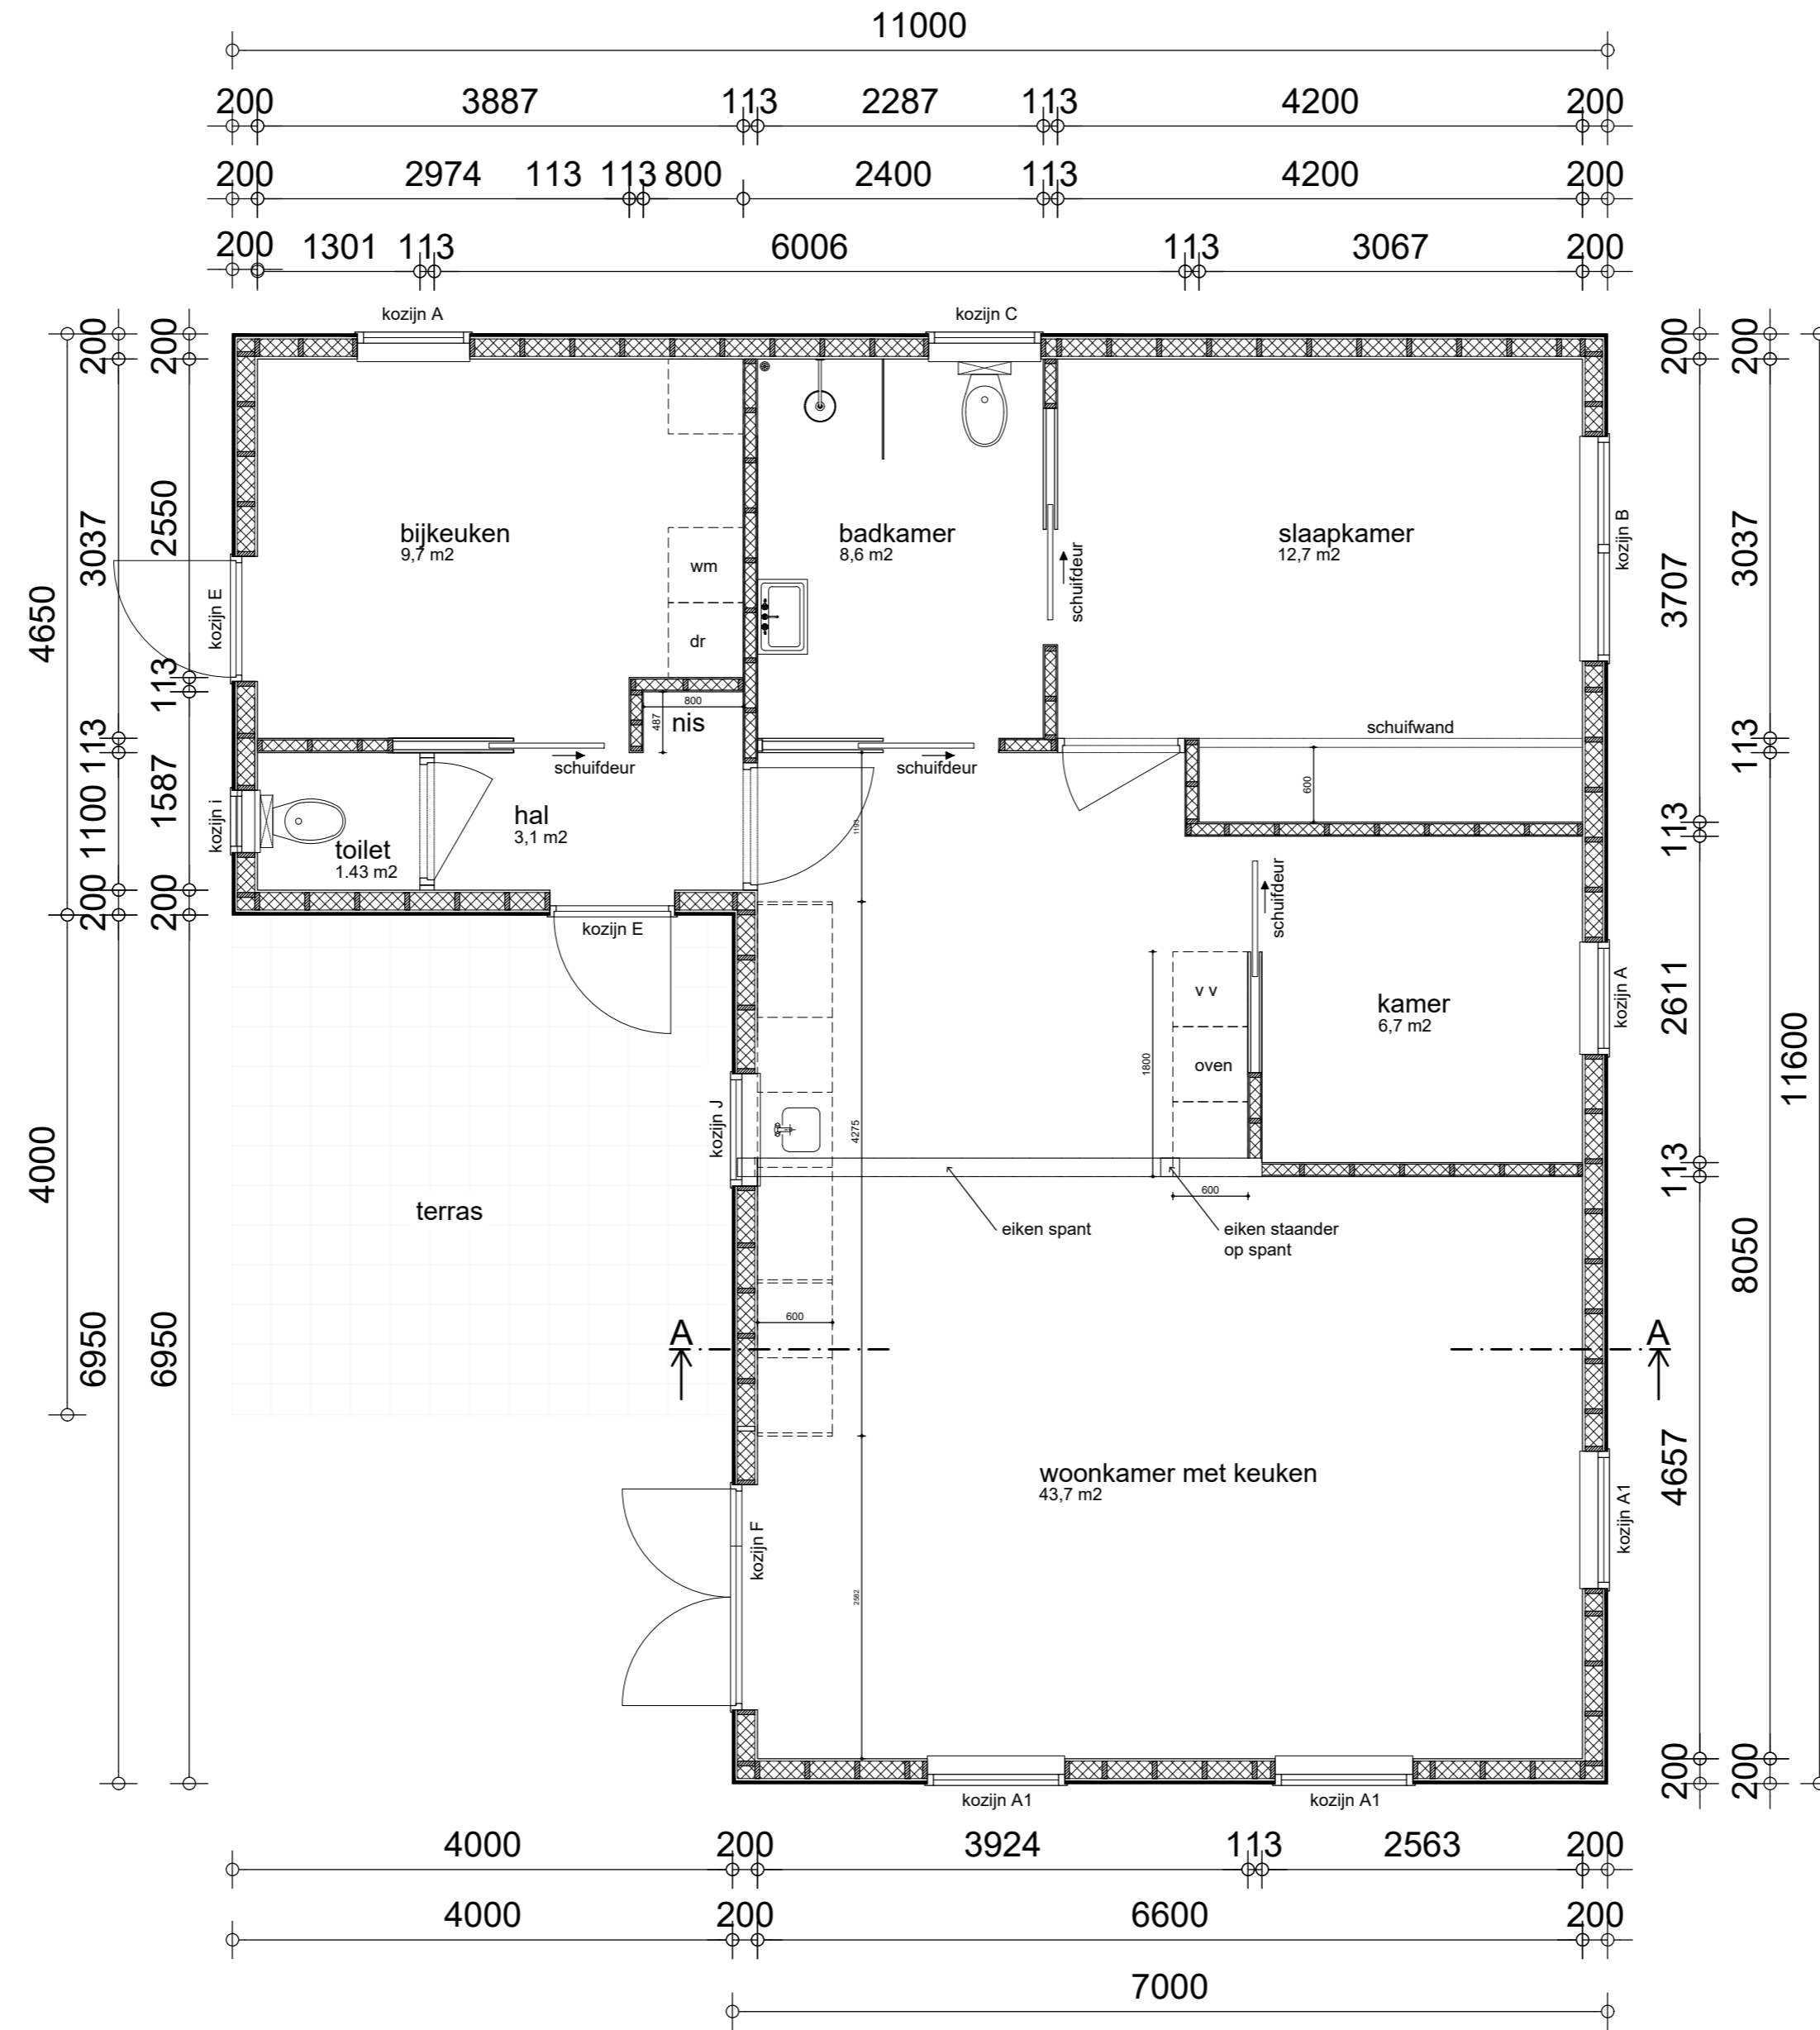 11000
200 3887 113 2287 113 4200 200
200 2974 113 113 800 2400 113 4200 200
200 1301 113 6006 113 3067 200
kozijn A
kozijn C
200
3037
113
1100
200
6950
200
2550
113
1587
200
6950
4650
4000
200
3707
113
2611
113
4657
200
200
3037
113
8050
200
11600
bijkeuken
9,7 m2
badkamer
8,6 m2
slaapkamer
12,7 m2
kozijn B
kozijn E
wm
dr
schuifdeur
800
487
nis
schuifwand
schuifdeur
schuifdeur
600
kozijn i
hal
3,1 m2
toilet
1.43 m2
1193
kozijn E
schuifdeur
v v
oven
kamer
6,7 m2
kozijn A
1800
4275
kozijn J
600
eiken spant
eiken staander
op spant
terras
600
A
A
woonkamer met keuken
43,7 m2
kozijn F
2582
kozijn A1
kozijn A1
kozijn A1
4000 200 3924 113 2563 200
4000 200 6600 200
7000